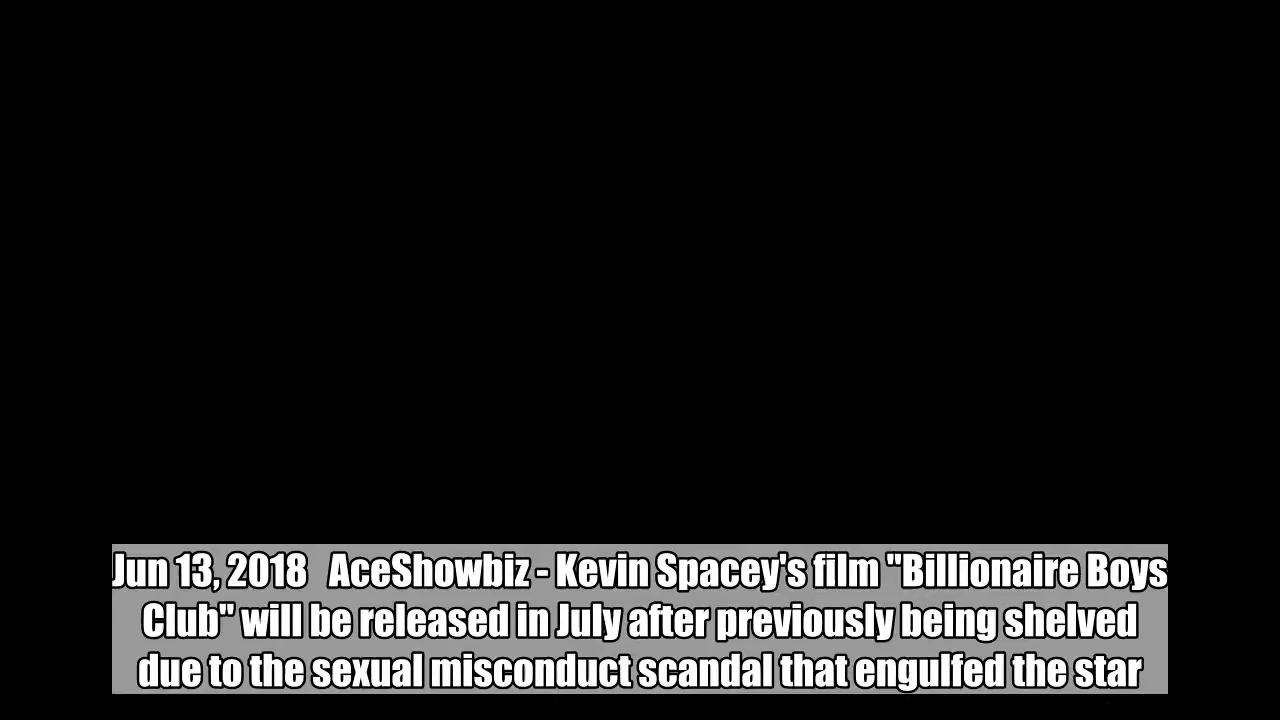 Jun 13, 2018   AceShowbiz - Kevin Spacey's film "Billionaire Boys
Club" will be released in July after previously being shelved
due to the sexual misconduct scandal that engulfed the star